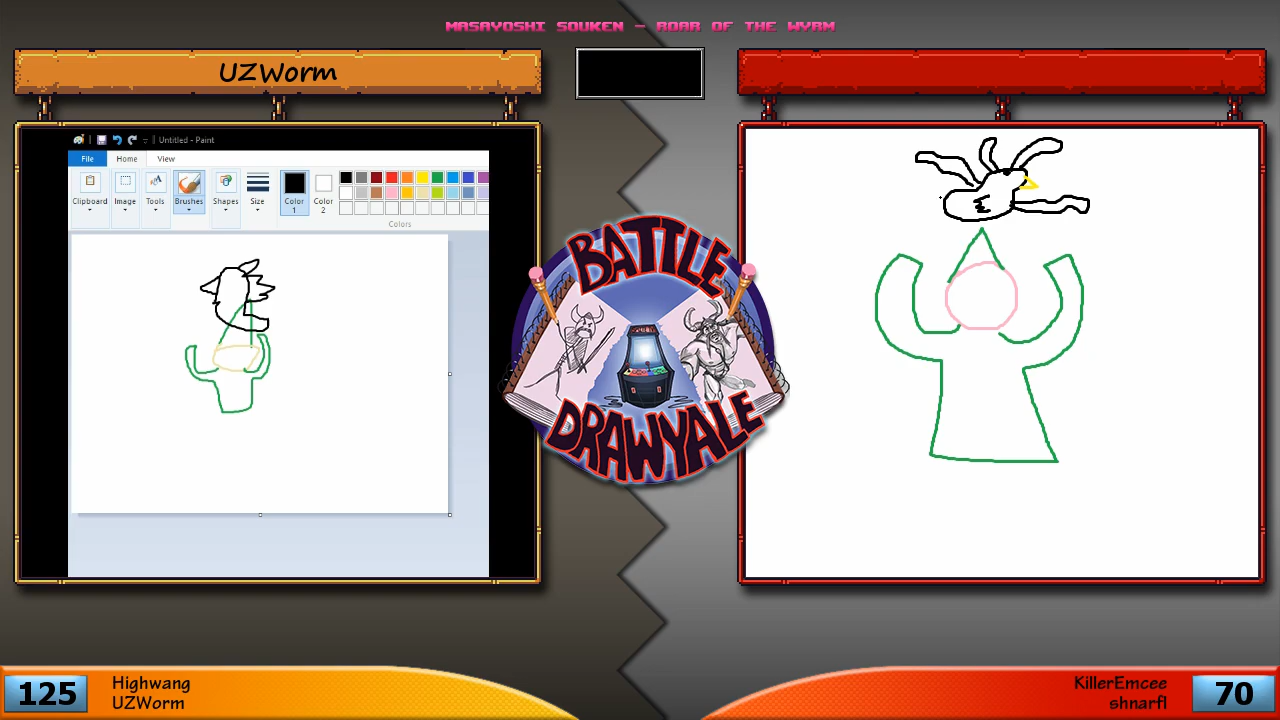 MASAYOSHI SOUKEN - ROAR OF THE WYRM
UZWorm
Untitled - Paint
File Home View
Clipboard Image Tools Brushes Shapes Size Color 1 Color 2
Colors
BATTLE
DRAWYALE
125
Highwang
UZWorm
KillerEmcee
shnarfl
70